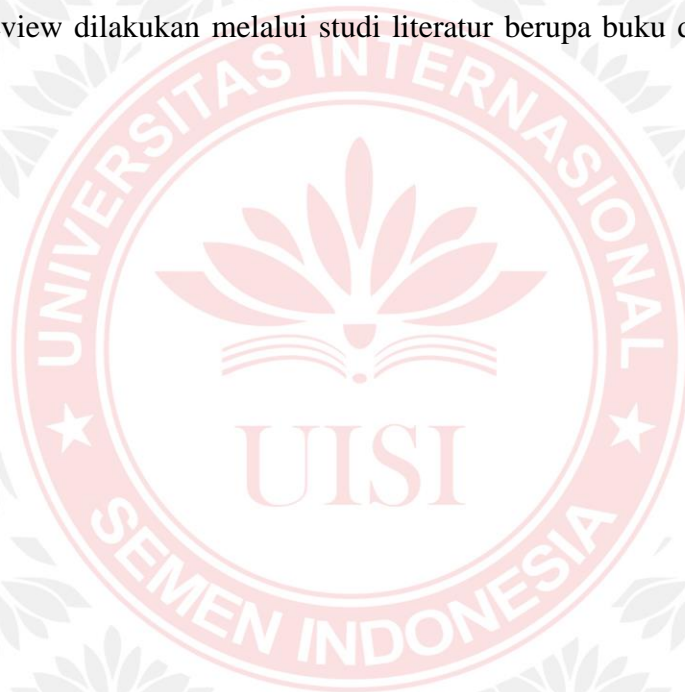 view dilakukan melalui studi literatur berupa buku
UNIVERSITAS INTERNASIONAL
UISI
SEMEN INDONESIA